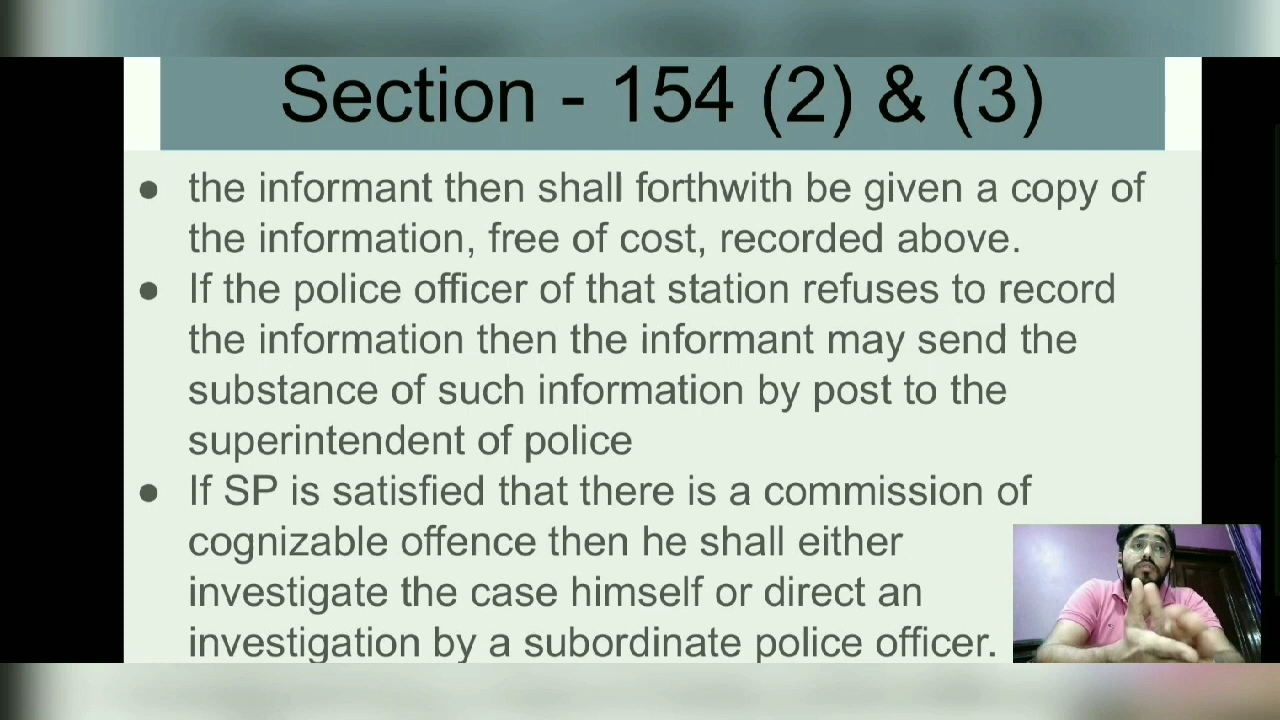 Section - 154 (2) & (3)
● the informant then shall forthwith be given a copy of
the information, free of cost, recorded above.
● If the police officer of that station refuses to record
the information then the informant may send the
substance of such information by post to the
superintendent of police
● If SP is satisfied that there is a commission of
cognizable offence then he shall either
investigate the case himself or direct an
investigation by a subordinate police officer.